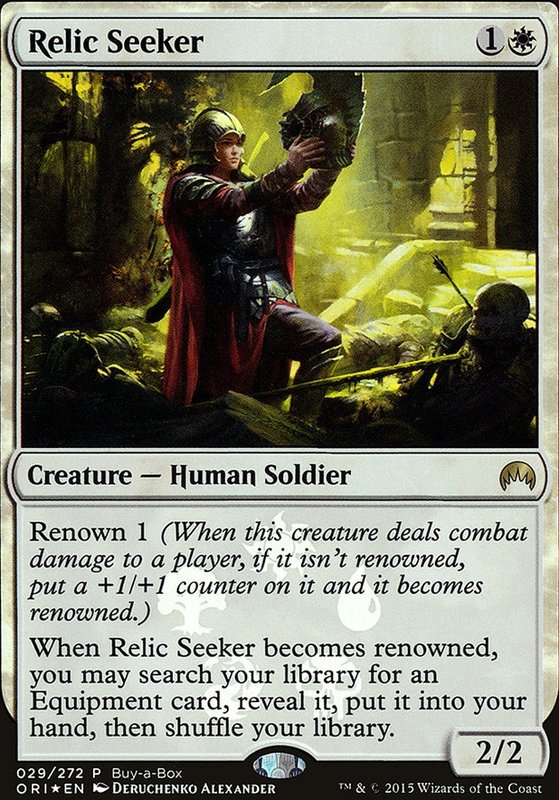 Relic Seeker 1
Creature — Human Soldier
Renown 1 (When this creature deals combat
damage to a player, if it isn't renowned,
put a +1/+1 counter on it and it becomes
renowned.)
When Relic Seeker becomes renowned,
you may search your library for an
Equipment card, reveal it, put it into your
hand, then shuffle your library.
2/2
029/272 P Buy-a-Box
ORI★EN Deruchenko Alexander
™ & © 2015 Wizards of the Coast